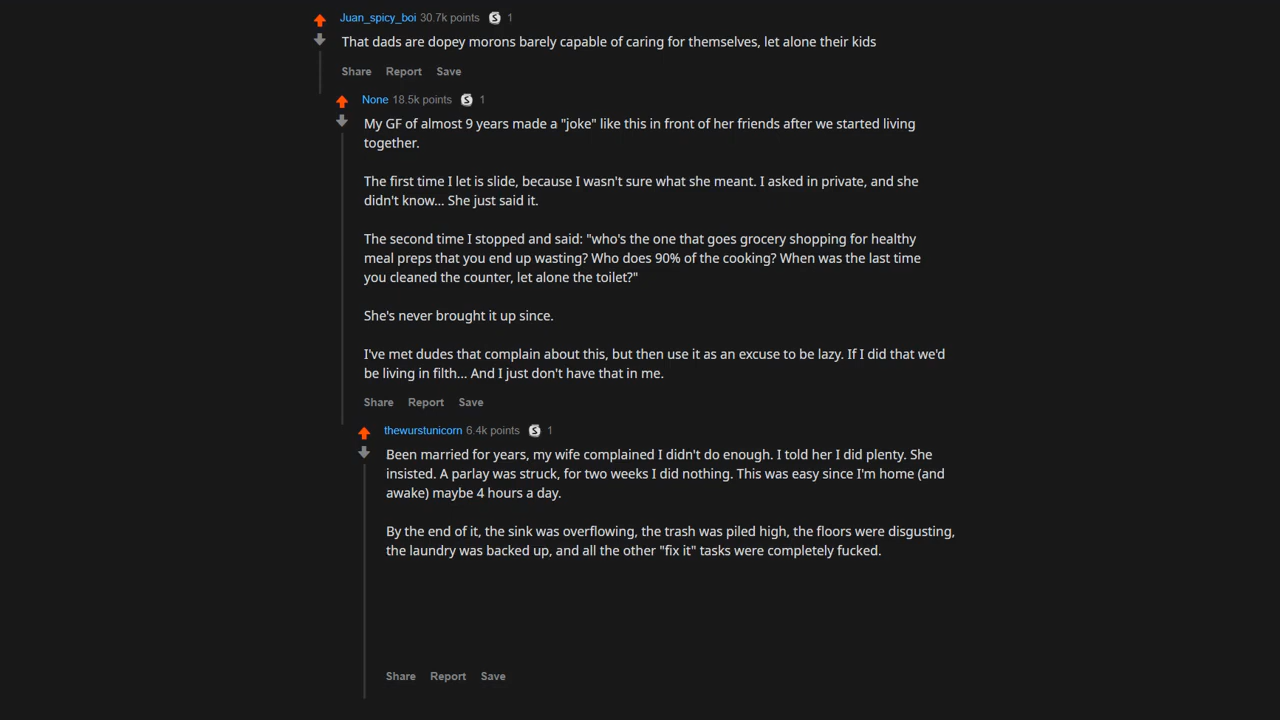 Juan_spicy_boi 30.7k points S 1
That dads are dopey morons barely capable of caring for themselves, let alone their kids
Share Report Save
None 18.5k points S 1
My GF of almost 9 years made a "joke" like this in front of her friends after we started living
together.
The first time I let is slide, because I wasn't sure what she meant. I asked in private, and she
didn't know... She just said it.
The second time I stopped and said: "who's the one that goes grocery shopping for healthy
meal preps that you end up wasting? Who does 90% of the cooking? When was the last time
you cleaned the counter, let alone the toilet?"
She's never brought it up since.
I've met dudes that complain about this, but then use it as an excuse to be lazy. If I did that we'd
be living in filth... And I just don't have that in me.
Share Report Save
thewurstunicorn 6.4k points S 1
Been married for years, my wife complained I didn't do enough. I told her I did plenty. She
insisted. A parlay was struck, for two weeks I did nothing. This was easy since I'm home (and
awake) maybe 4 hours a day.
By the end of it, the sink was overflowing, the trash was piled high, the floors were disgusting,
the laundry was backed up, and all the other "fix it" tasks were completely fucked.
Share Report Save